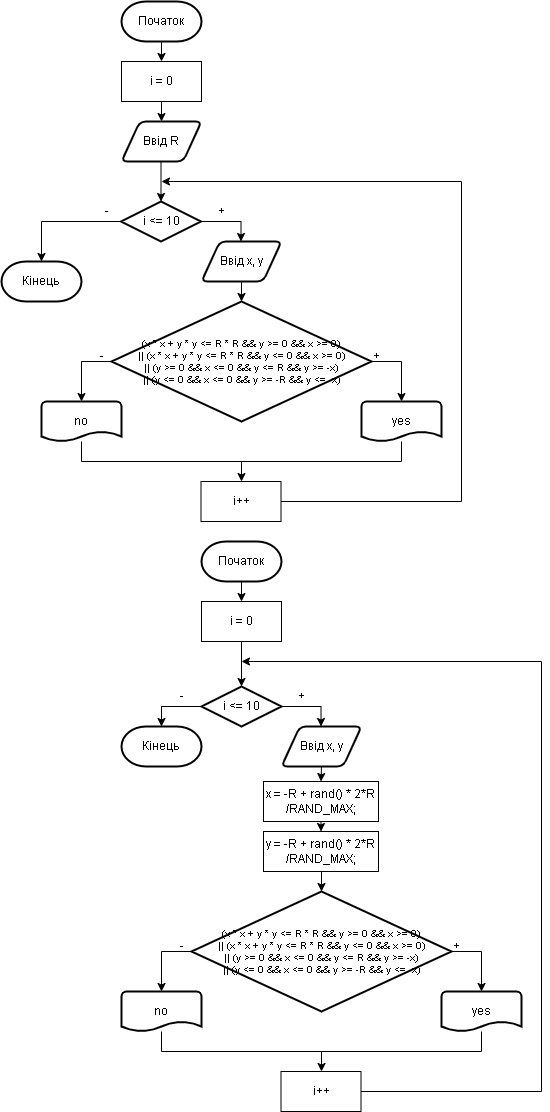 Початок
i = 0
Ввід R
i <= 10
-
+
Кінець
Ввід x, y
(x * x + y * y <= R * R && y >= 0 && x >= 0)
|| (x * x + y * y <= R * R && y <= 0 && x >= 0)
|| (y >= 0 && x <= 0 && y <= R && y >= -x)
|| (y <= 0 && x <= 0 && y >= -R && y <= -x)
-
+
no
yes
i++
Початок
i = 0
i <= 10
-
+
Кінець
Ввід x, y
x = -R + rand() * 2*R
/RAND_MAX;
y = -R + rand() * 2*R
/RAND_MAX;
(x * x + y * y <= R * R && y >= 0 && x >= 0)
|| (x * x + y * y <= R * R && y <= 0 && x >= 0)
|| (y >= 0 && x <= 0 && y <= R && y >= -x)
|| (y <= 0 && x <= 0 && y >= -R && y <= -x)
-
+
no
yes
i++